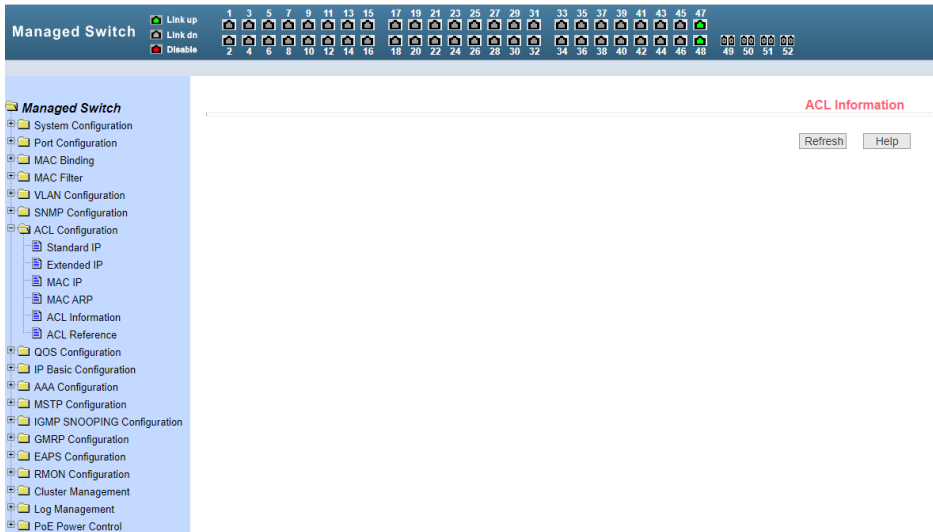 Managed Switch
Link up
Link dn
Disable
1 3 5 7 9 11 13 15 17 19 21 23 25 27 29 31 33 35 37 39 41 43 45 47
2 4 6 8 10 12 14 16 18 20 22 24 26 28 30 32 34 36 38 40 42 44 46 48 49 50 51 52
Managed Switch
System Configuration
Port Configuration
MAC Binding
MAC Filter
VLAN Configuration
SNMP Configuration
ACL Configuration
Standard IP
Extended IP
MAC IP
MAC ARP
ACL Information
ACL Reference
QOS Configuration
IP Basic Configuration
AAA Configuration
MSTP Configuration
IGMP SNOOPING Configuration
GMRP Configuration
EAPS Configuration
RMON Configuration
Cluster Management
Log Management
PoE Power Control
ACL Information
Refresh Help